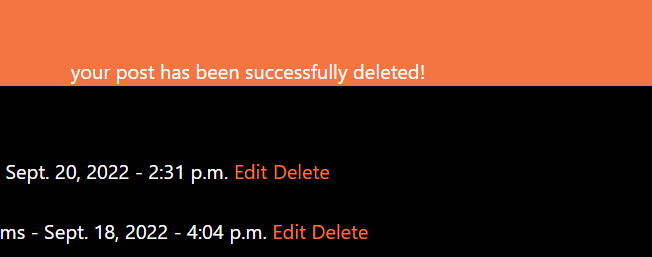 your post has been successfully deleted!
Sept. 20, 2022 - 2:31 p.m. Edit Delete
ms - Sept. 18, 2022 - 4:04 p.m. Edit Delete